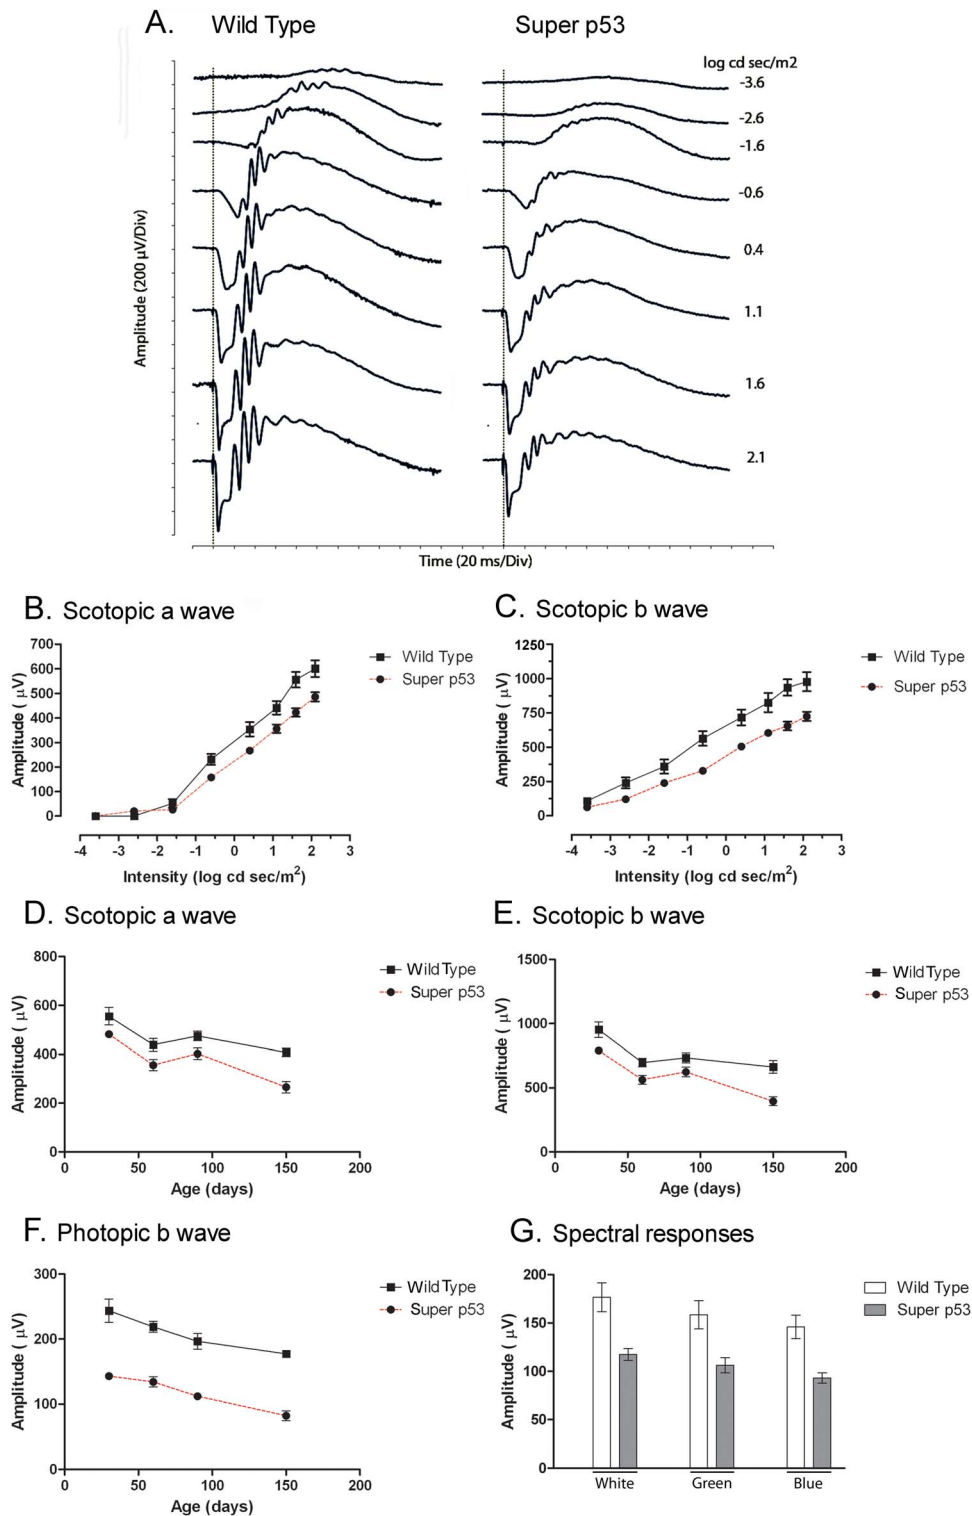 A. Wild Type Super p53
log cd sec/m2
-3.6
-2.6
-1.6
-0.6
0.4
1.1
1.6
2.1
Amplitude (200 µV/Div)
Time (20 ms/Div)
B. Scotopic a wave
700
600
500
400
300
200
100
0
Amplitude ( µV)
-4 -3 -2 -1 0 1 2 3
Intensity (log cd sec/m²)
Wild Type
Super p53
C. Scotopic b wave
1250
1000
750
500
250
0
Amplitude ( µV)
-4 -3 -2 -1 0 1 2 3
Intensity (log cd sec/m²)
Wild Type
Super p53
D. Scotopic a wave
800
600
400
200
0
Amplitude ( µV)
0 50 100 150 200
Age (days)
Wild Type
Super p53
E. Scotopic b wave
1500
1000
500
0
Amplitude ( µV)
0 50 100 150 200
Age (days)
Wild Type
Super p53
F. Photopic b wave
300
200
100
0
Amplitude ( µV)
0 50 100 150 200
Age (days)
Wild Type
Super p53
G. Spectral responses
200
150
100
50
0
Amplitude ( µV)
White Green Blue
Wild Type
Super p53